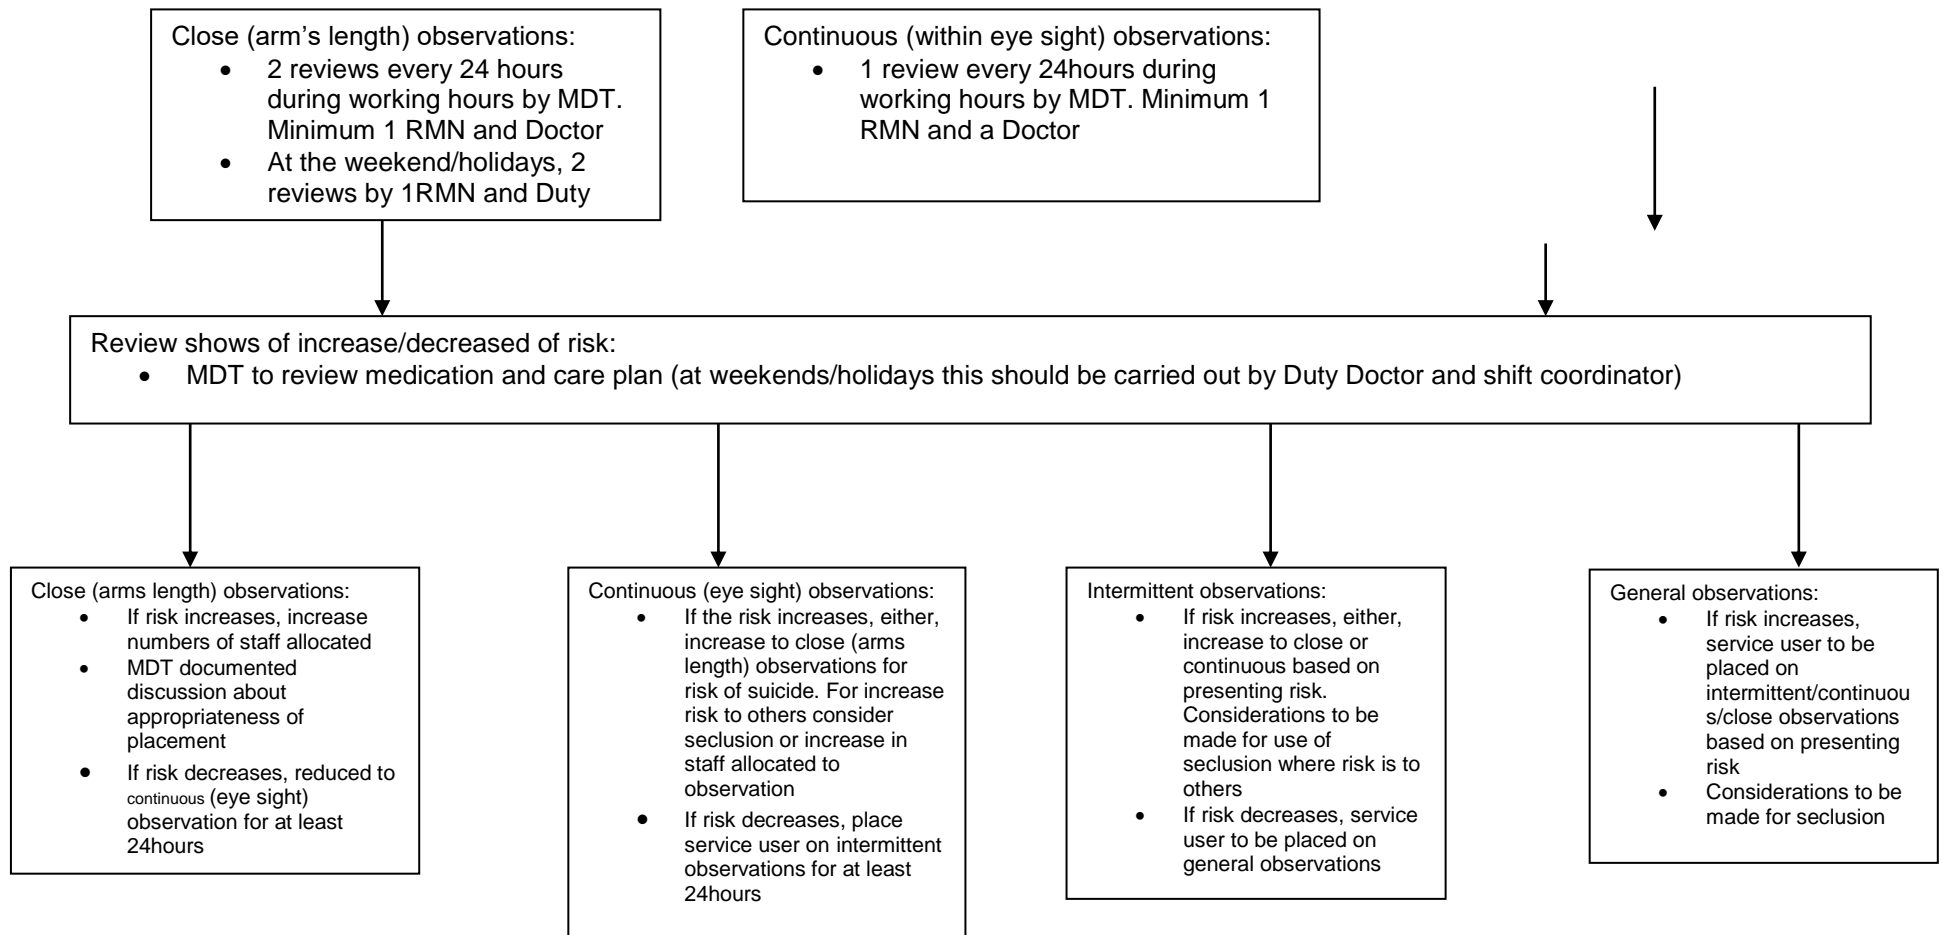 Close (arm’s length) observations:
• 2 reviews every 24 hours
during working hours by MDT.
Minimum 1 RMN and Doctor
• At the weekend/holidays, 2
reviews by 1RMN and Duty
Continuous (within eye sight) observations:
• 1 review every 24hours during
working hours by MDT. Minimum 1
RMN and a Doctor
Review shows of increase/decreased of risk:
• MDT to review medication and care plan (at weekends/holidays this should be carried out by Duty Doctor and shift coordinator)
Close (arms length) observations:
• If risk increases, increase
numbers of staff allocated
• MDT documented
discussion about
appropriateness of
placement
• If risk decreases, reduced to
continuous (eye sight)
observation for at least
24hours
Continuous (eye sight) observations:
• If the risk increases, either,
increase to close (arms
length) observations for
risk of suicide. For increase
risk to others consider
seclusion or increase in
staff allocated to
observation
• If risk decreases, place
service user on intermittent
observations for at least
24hours
Intermittent observations:
• If risk increases, either,
increase to close or
continuous based on
presenting risk.
Considerations to be
made for use of
seclusion where risk is to
others
• If risk decreases, service
user to be placed on
general observations
General observations:
• If risk increases,
service user to be
placed on
intermittent/continuou
s/close observations
based on presenting
risk
• Considerations to be
made for seclusion